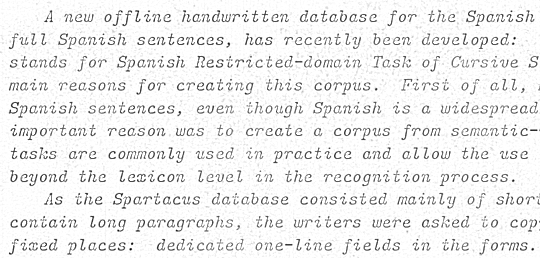 A new offline handwritten database for the Spanish
full Spanish sentences, has recently been developed:
stands for Spanish Restricted-domain Task of Cursive S
main reasons for creating this corpus. First of all,
Spanish sentences, even though Spanish is a widespread
important reason was to create a corpus from semantic-
tasks are commonly used in practice and allow the use
beyond the lexicon level in the recognition process.
As the Spartacus database consisted mainly of short
contain long paragraphs, the writers were asked to copy
fixed places: dedicated one-line fields in the forms.